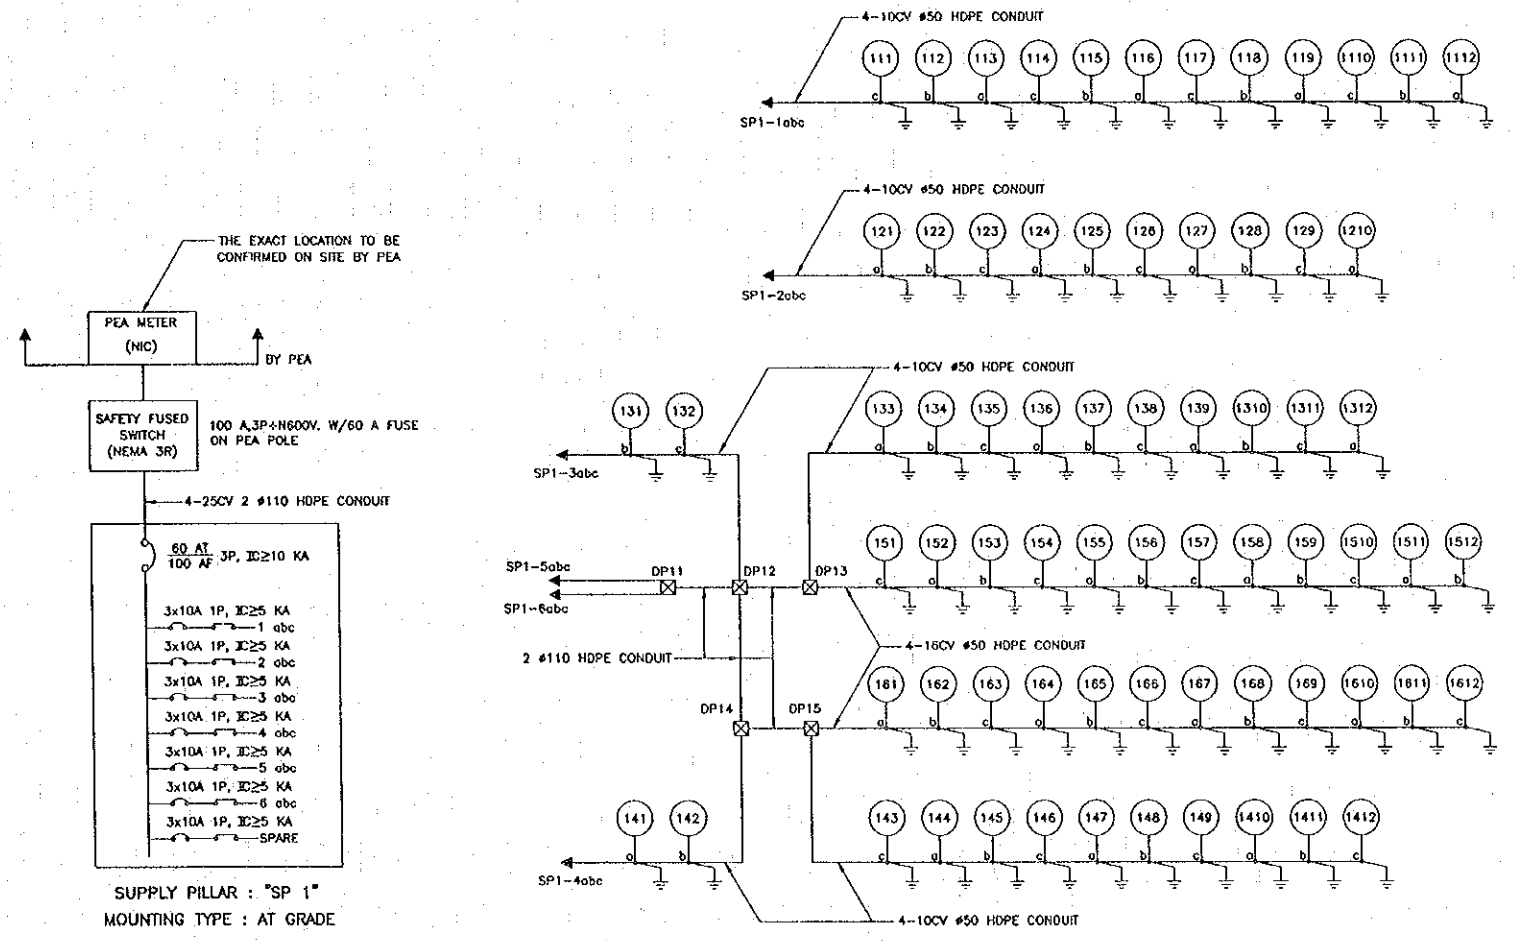 4-10CV ø50 HDPE CONDUIT
111 112 113 114 115 116 117 118 119 1110 1111 1112
c b a c b a c b a c b a
SP1-1abc
4-10CV ø50 HDPE CONDUIT
121 122 123 124 125 126 127 128 129 1210
a b c a b c a b c a
SP1-2abc
THE EXACT LOCATION TO BE
CONFIRMED ON SITE BY PEA
PEA METER
(NIC)
BY PEA
SAFETY FUSED
SWITCH
(NEMA 3R)
100 A,3P+N600V. W/60 A FUSE
ON PEA POLE
4-25CV 2 ø110 HDPE CONDUIT
60 AT
100 AF
3P, IC≥10 KA
3x10A 1P, IC≥5 KA
1 abc
3x10A 1P, IC≥5 KA
2 abc
3x10A 1P, IC≥5 KA
3 abc
3x10A 1P, IC≥5 KA
4 abc
3x10A 1P, IC≥5 KA
5 abc
3x10A 1P, IC≥5 KA
6 abc
3x10A 1P, IC≥5 KA
SPARE
SUPPLY PILLAR : "SP 1"
MOUNTING TYPE : AT GRADE
4-10CV ø50 HDPE CONDUIT
131 132 133 134 135 136 137 138 139 1310 1311 1312
b c a b c a b c a b c a
SP1-3abc
151 152 153 154 155 156 157 158 159 1510 1511 1512
c a b c a b c a b c a b
SP1-5abc
SP1-6abc
DP11 DP12 DP13
2 ø110 HDPE CONDUIT
4-16CV ø50 HDPE CONDUIT
161 162 163 164 165 166 167 168 169 1610 1611 1612
a b c a b c a b c a b c
DP14 DP15
141 142 143 144 145 146 147 148 149 1410 1411 1412
a b c a b c a b c a b c
SP1-4abc
4-10CV ø50 HDPE CONDUIT